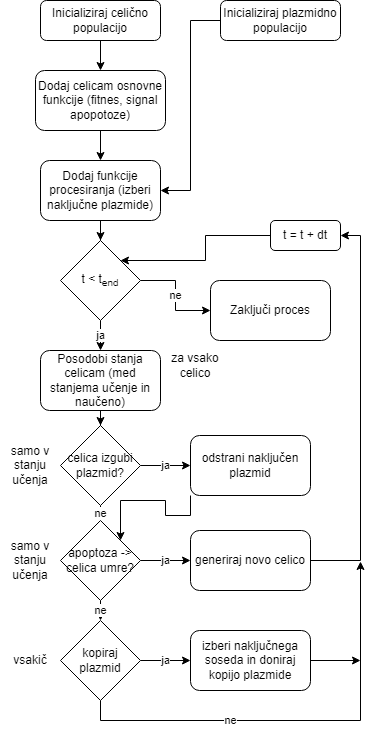 Inicializiraj celično
populacijo
Inicializiraj plazmidno
populacijo
Dodaj celicam osnovne
funkcije (fitnes, signal
apopotoze)
Dodaj funkcije
procesiranja (izberi
naključne plazmide)
t = t + dt
t < tend
ne
Zaključi proces
ja
Posodobi stanja
celicam (med
stanjema učenje in
naučeno)
za vsako
celico
samo v
stanju
učenja
celica izgubi
plazmid?
ja
odstrani naključen
plazmid
ne
samo v
stanju
učenja
apoptoza ->
celica umre?
ja
generiraj novo celico
ne
vsakič
kopiraj
plazmid
ja
izberi naključnega
soseda in doniraj
kopijo plazmide
ne